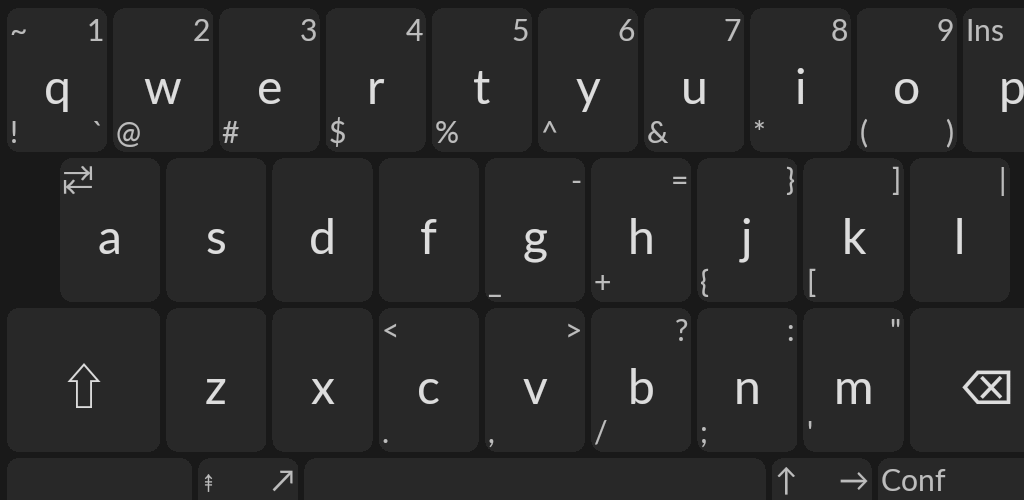 ~ 1 2 3 4 5 6 7 8 9 Ins
q w e r t y u i o p
! ` @ # $ % ^ & * ( )
⇄ - = } ] |
a s d f g h j k l
_ + { [
< > ? : "
⇧ z x c v b n m ⌫
. , / ; '
⇞ ↗ ↑ → Conf